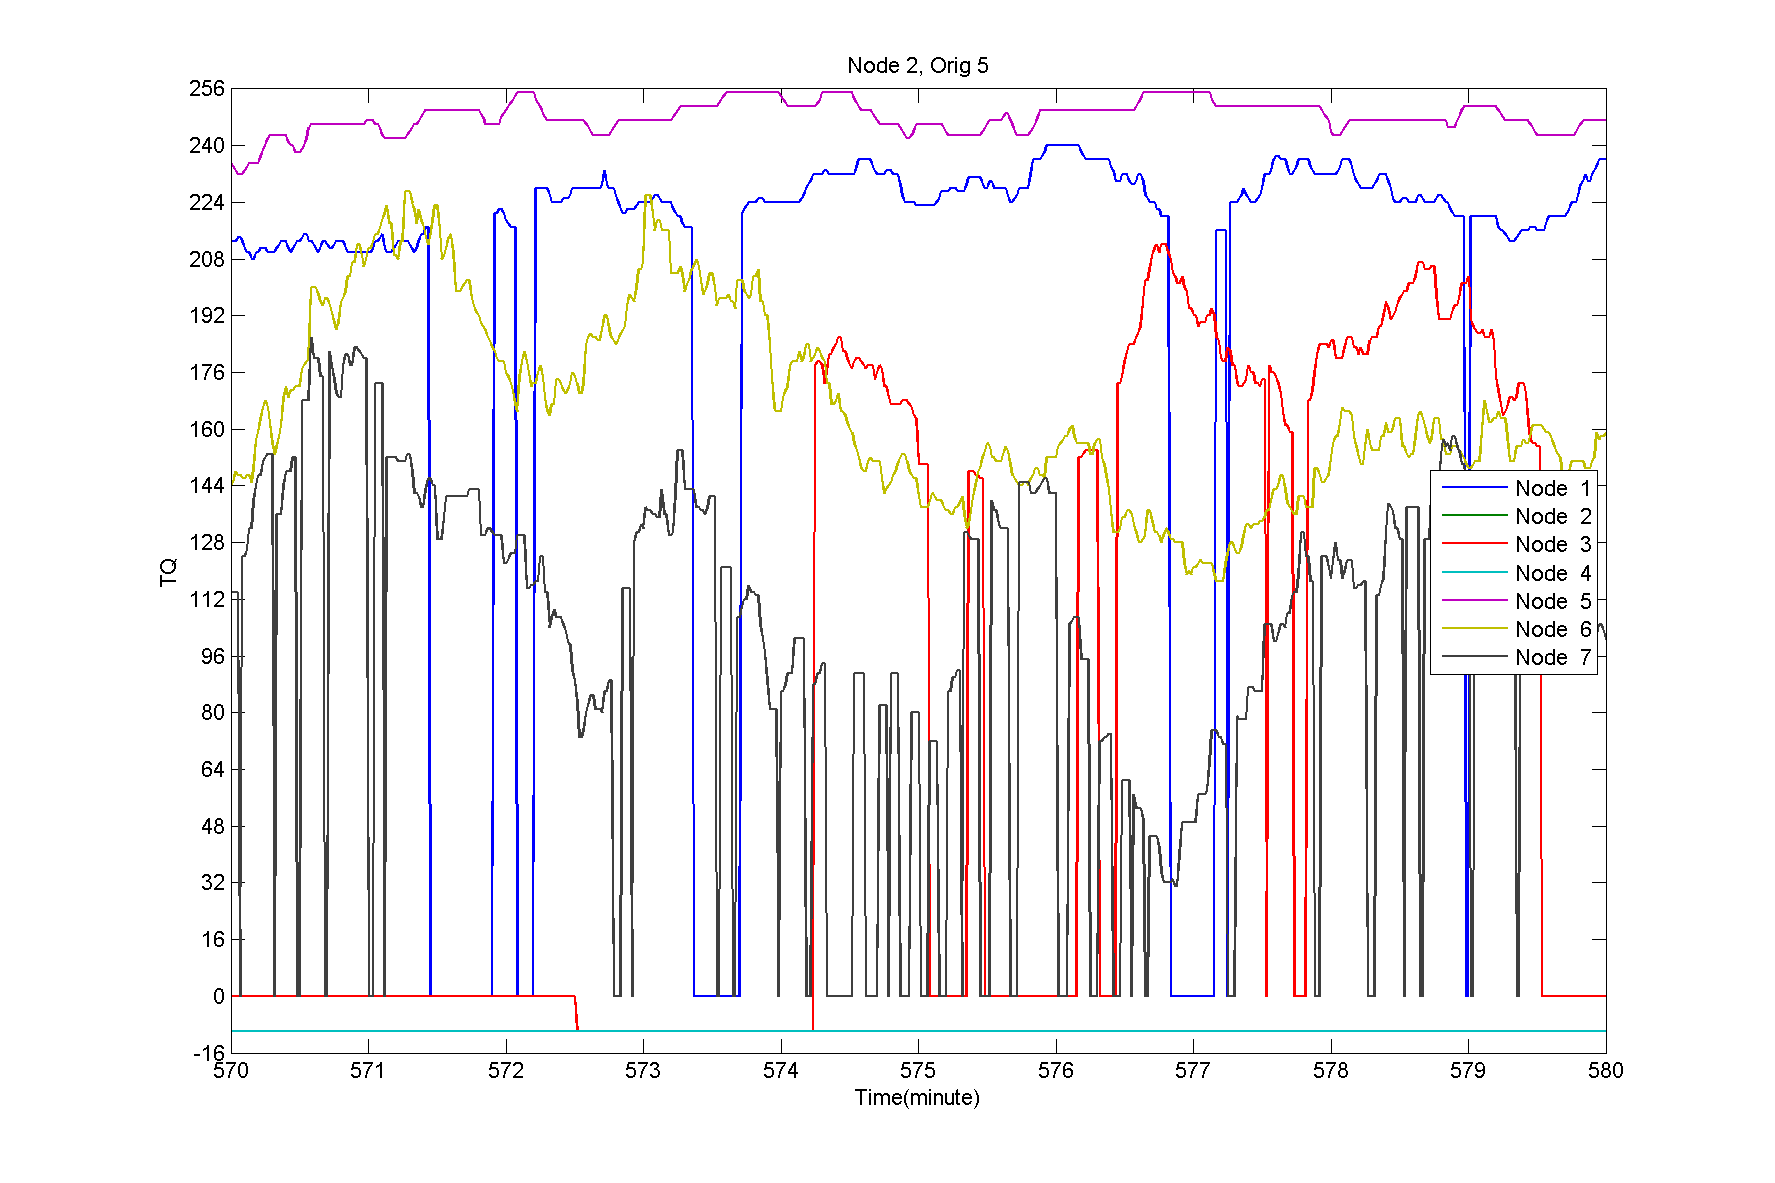 Node 2, Orig 5
256
240
224
208
192
176
160
144
128
112
96
80
64
48
32
16
0
-16
TQ
Node 1
Node 2
Node 3
Node 4
Node 5
Node 6
Node 7
570 571 572 573 574 575 576 577 578 579 580
Time(minute)